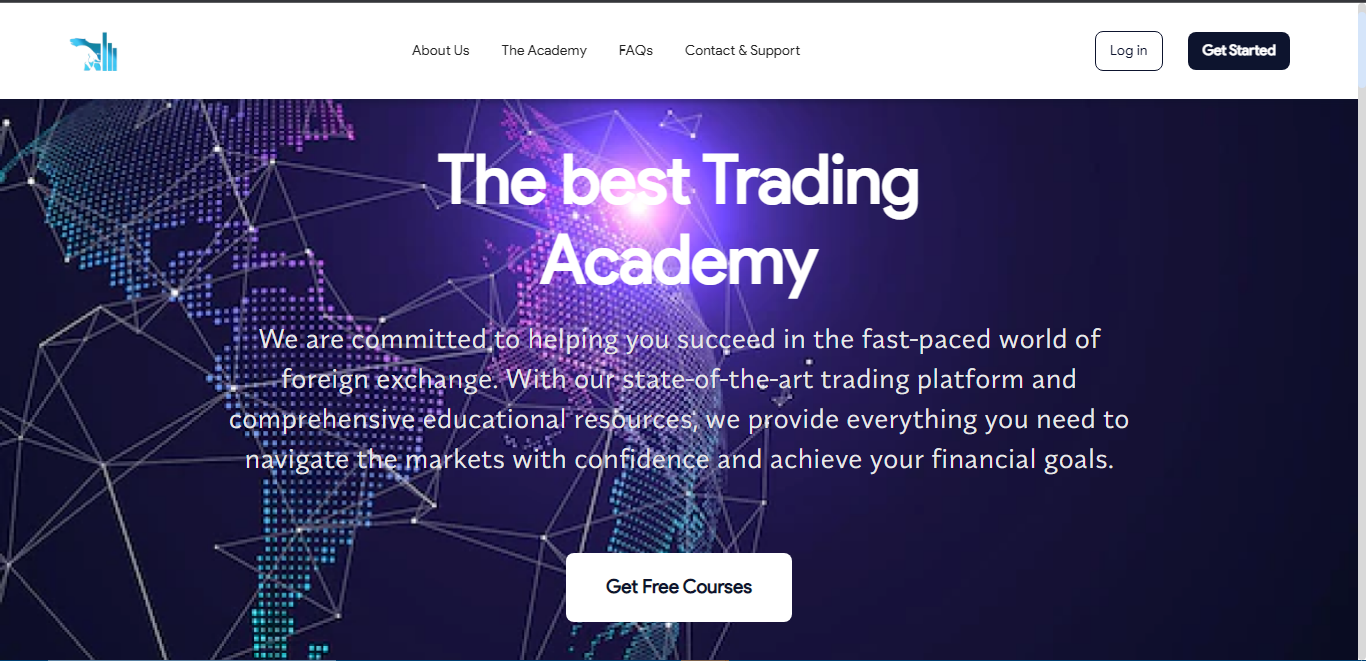 About Us
The Academy
FAQs
Contact & Support
Log in
Get Started
The best Trading
Academy
We are committed to helping you succeed in the fast-paced world of
foreign exchange. With our state-of-the-art trading platform and
comprehensive educational resources, we provide everything you need to
navigate the markets with confidence and achieve your financial goals.
Get Free Courses